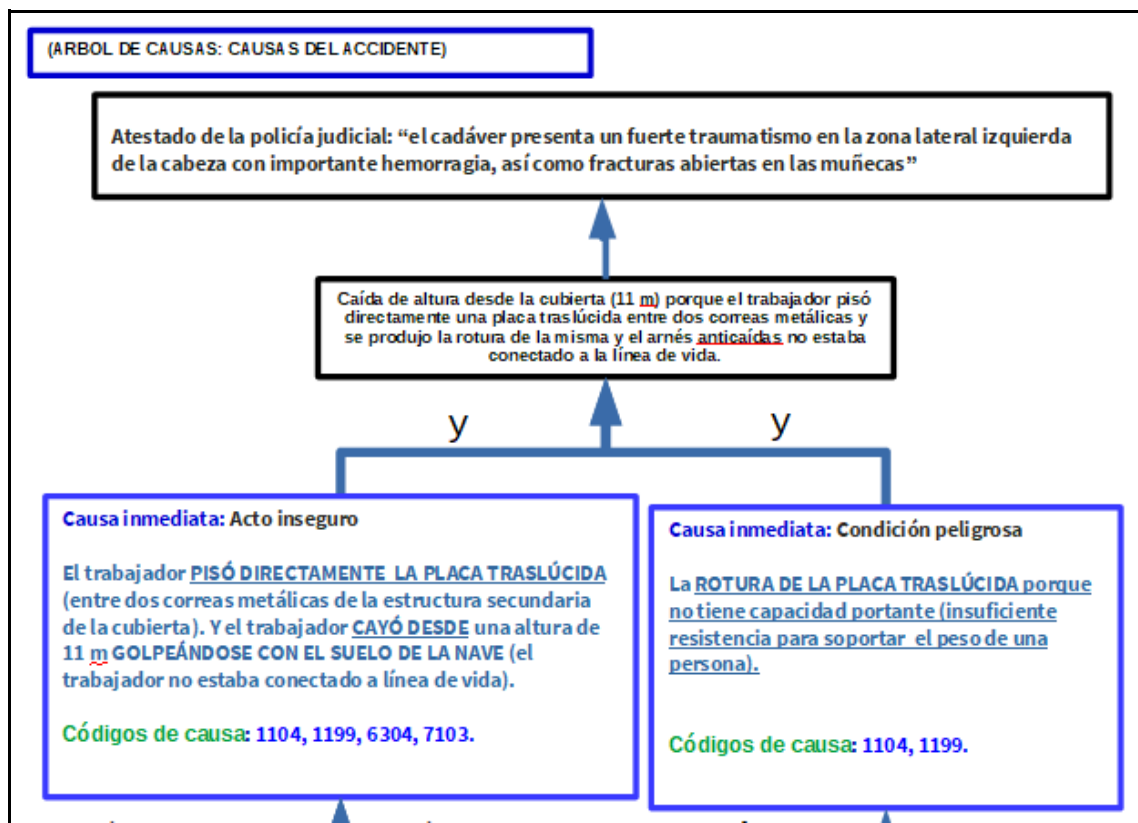 (ARBOL DE CAUSAS: CAUSAS DEL ACCIDENTE)
Atestado de la policía judicial: “el cadáver presenta un fuerte traumatismo en la zona lateral izquierda
de la cabeza con importante hemorragia, así como fracturas abiertas en las muñecas”
Caída de altura desde la cubierta (11 m) porque el trabajador pisó
directamente una placa traslúcida entre dos correas metálicas y
se produjo la rotura de la misma y el arnés anticaídas no estaba
conectado a la línea de vida.
y
y
Causa inmediata: Acto inseguro
El trabajador PISÓ DIRECTAMENTE LA PLACA TRASLÚCIDA
(entre dos correas metálicas de la estructura secundaria
de la cubierta). Y el trabajador CAYÓ DESDE una altura de
11 m GOLPEÁNDOSE CON EL SUELO DE LA NAVE (el
trabajador no estaba conectado a línea de vida).
Códigos de causa: 1104, 1199, 6304, 7103.
Causa inmediata: Condición peligrosa
La ROTURA DE LA PLACA TRASLÚCIDA porque
no tiene capacidad portante (insuficiente
resistencia para soportar el peso de una
persona).
Códigos de causa: 1104, 1199.